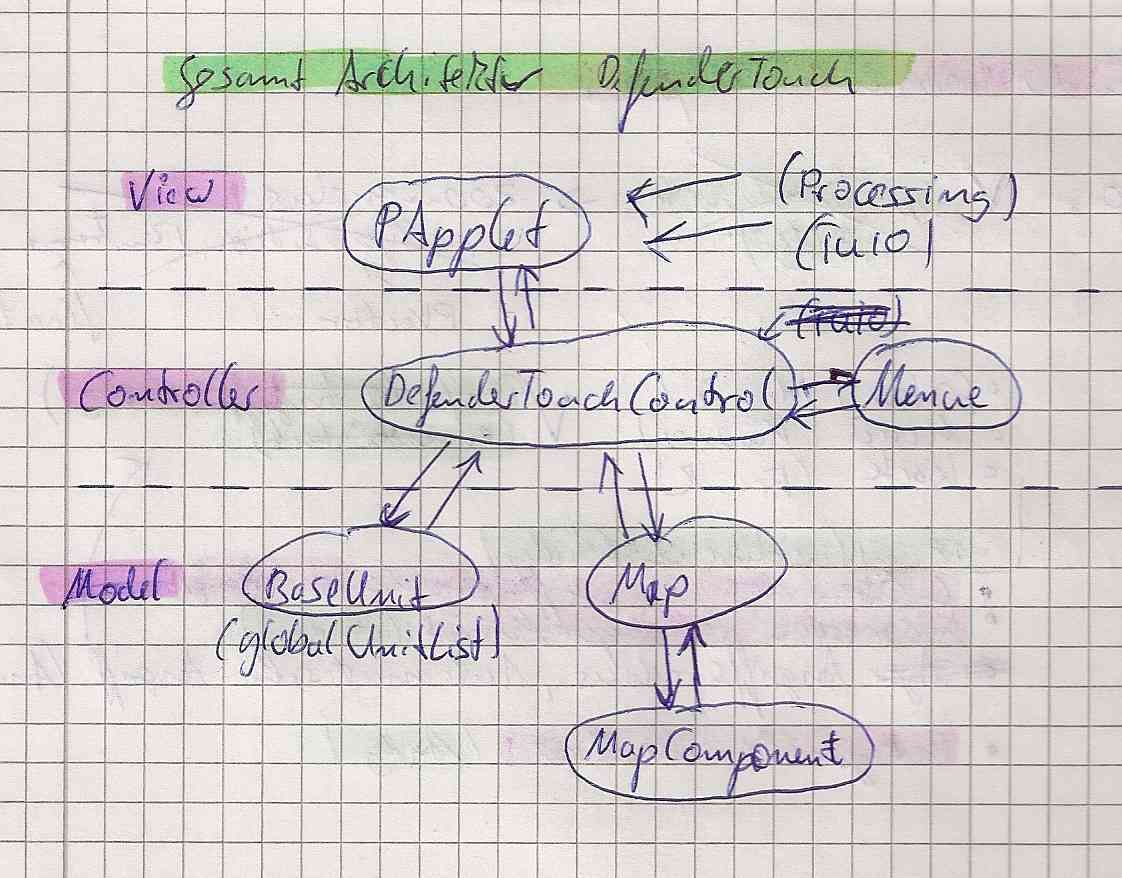 Gesamt Architektur DefenderTouch
View
PApplet
(Processing)
(TUIO)
(TUIO)
Controller
DefenderTouchControl
Menue
Model
BaseUnit
(globalUnitList)
Map
MapComponent